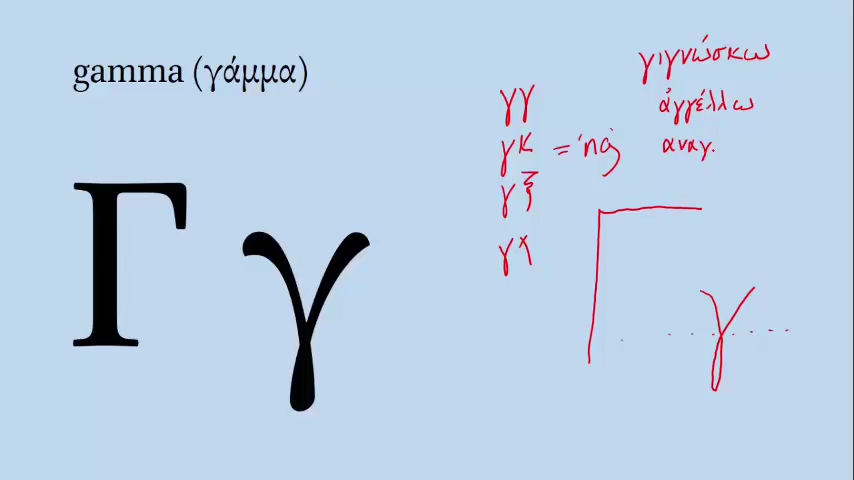 gamma (γάμμα)
Γ γ
γγ
γκ = 'ng'
γξ
γχ
γιγνώσκω
ἀγγέλλω
αναγ.
Γ
γ